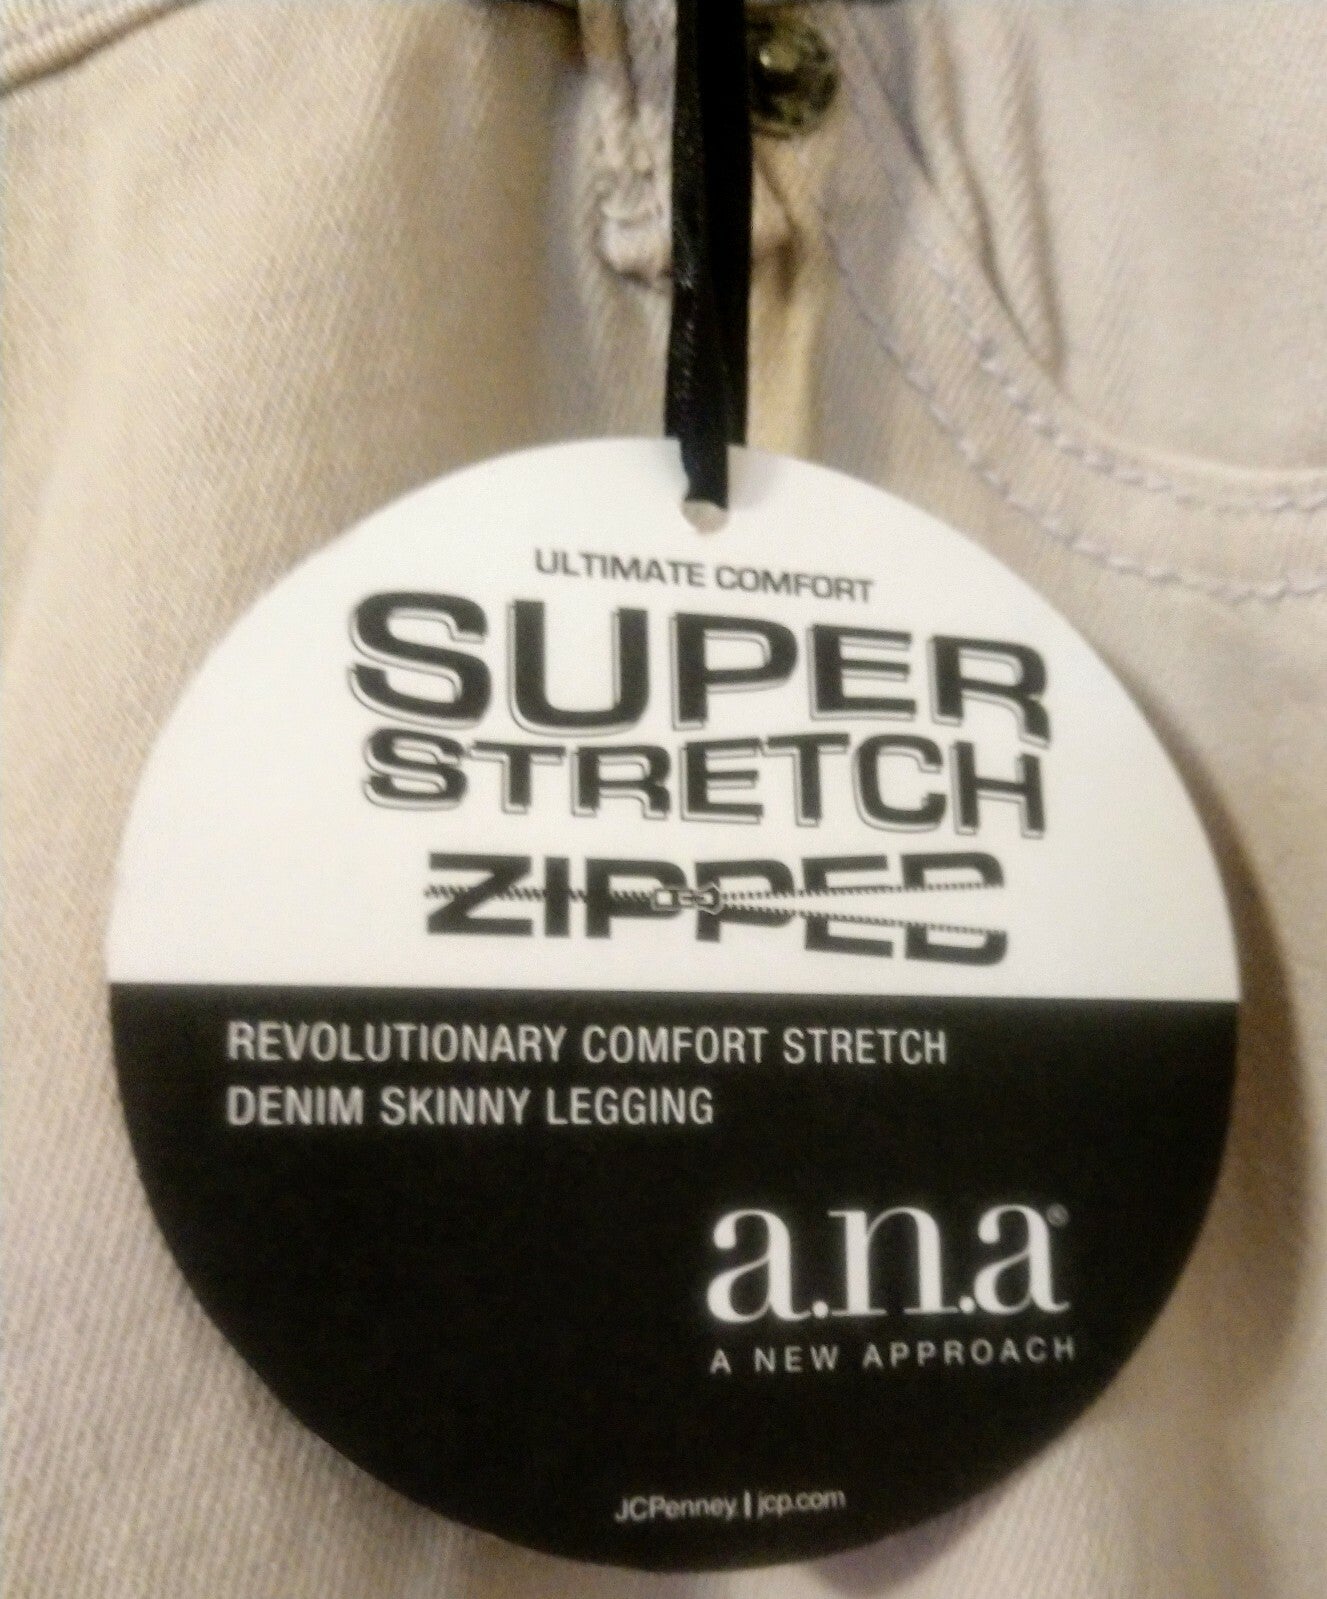 ULTIMATE COMFORT
SUPER
STRETCH
ZIPPED
REVOLUTIONARY COMFORT STRETCH
DENIM SKINNY LEGGING
a.n.a®
A NEW APPROACH
JCPenney | jcp.com